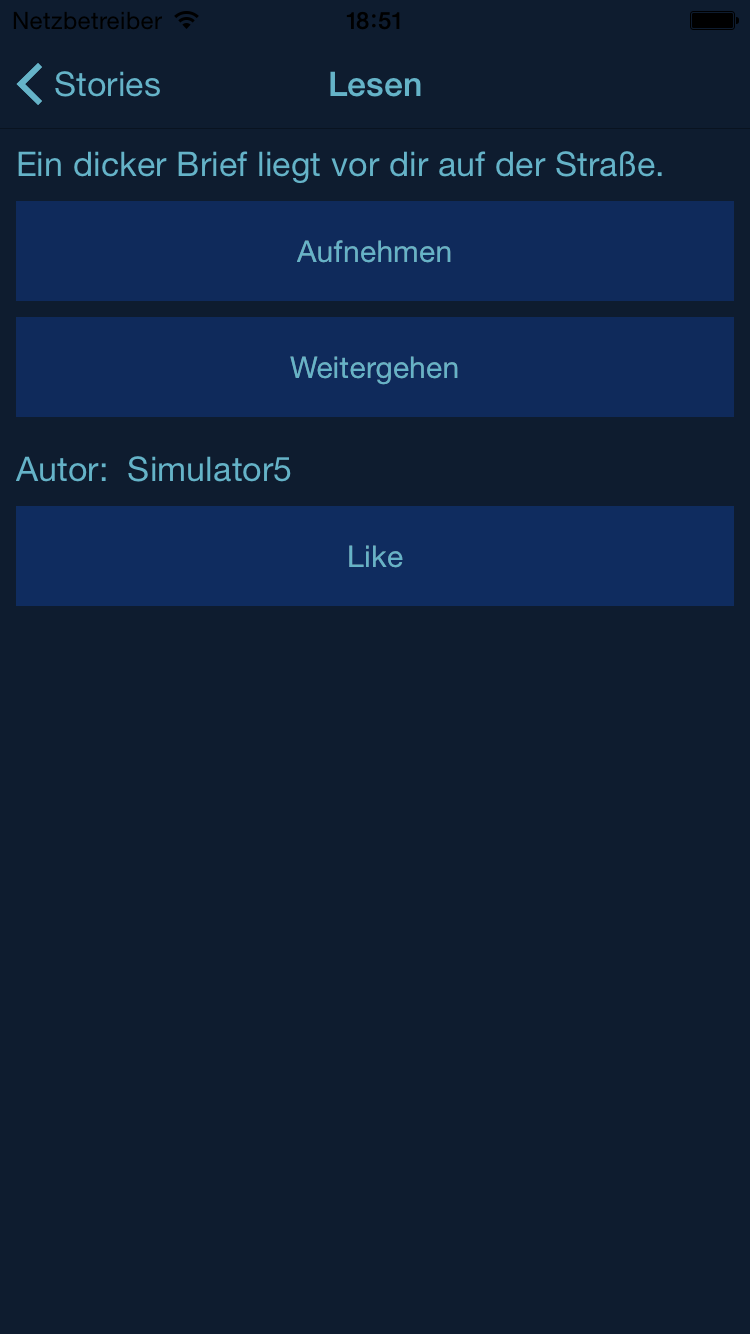 Netzbetreiber 18:51
Stories Lesen
Ein dicker Brief liegt vor dir auf der Straße.
Aufnehmen
Weitergehen
Autor: Simulator5
Like